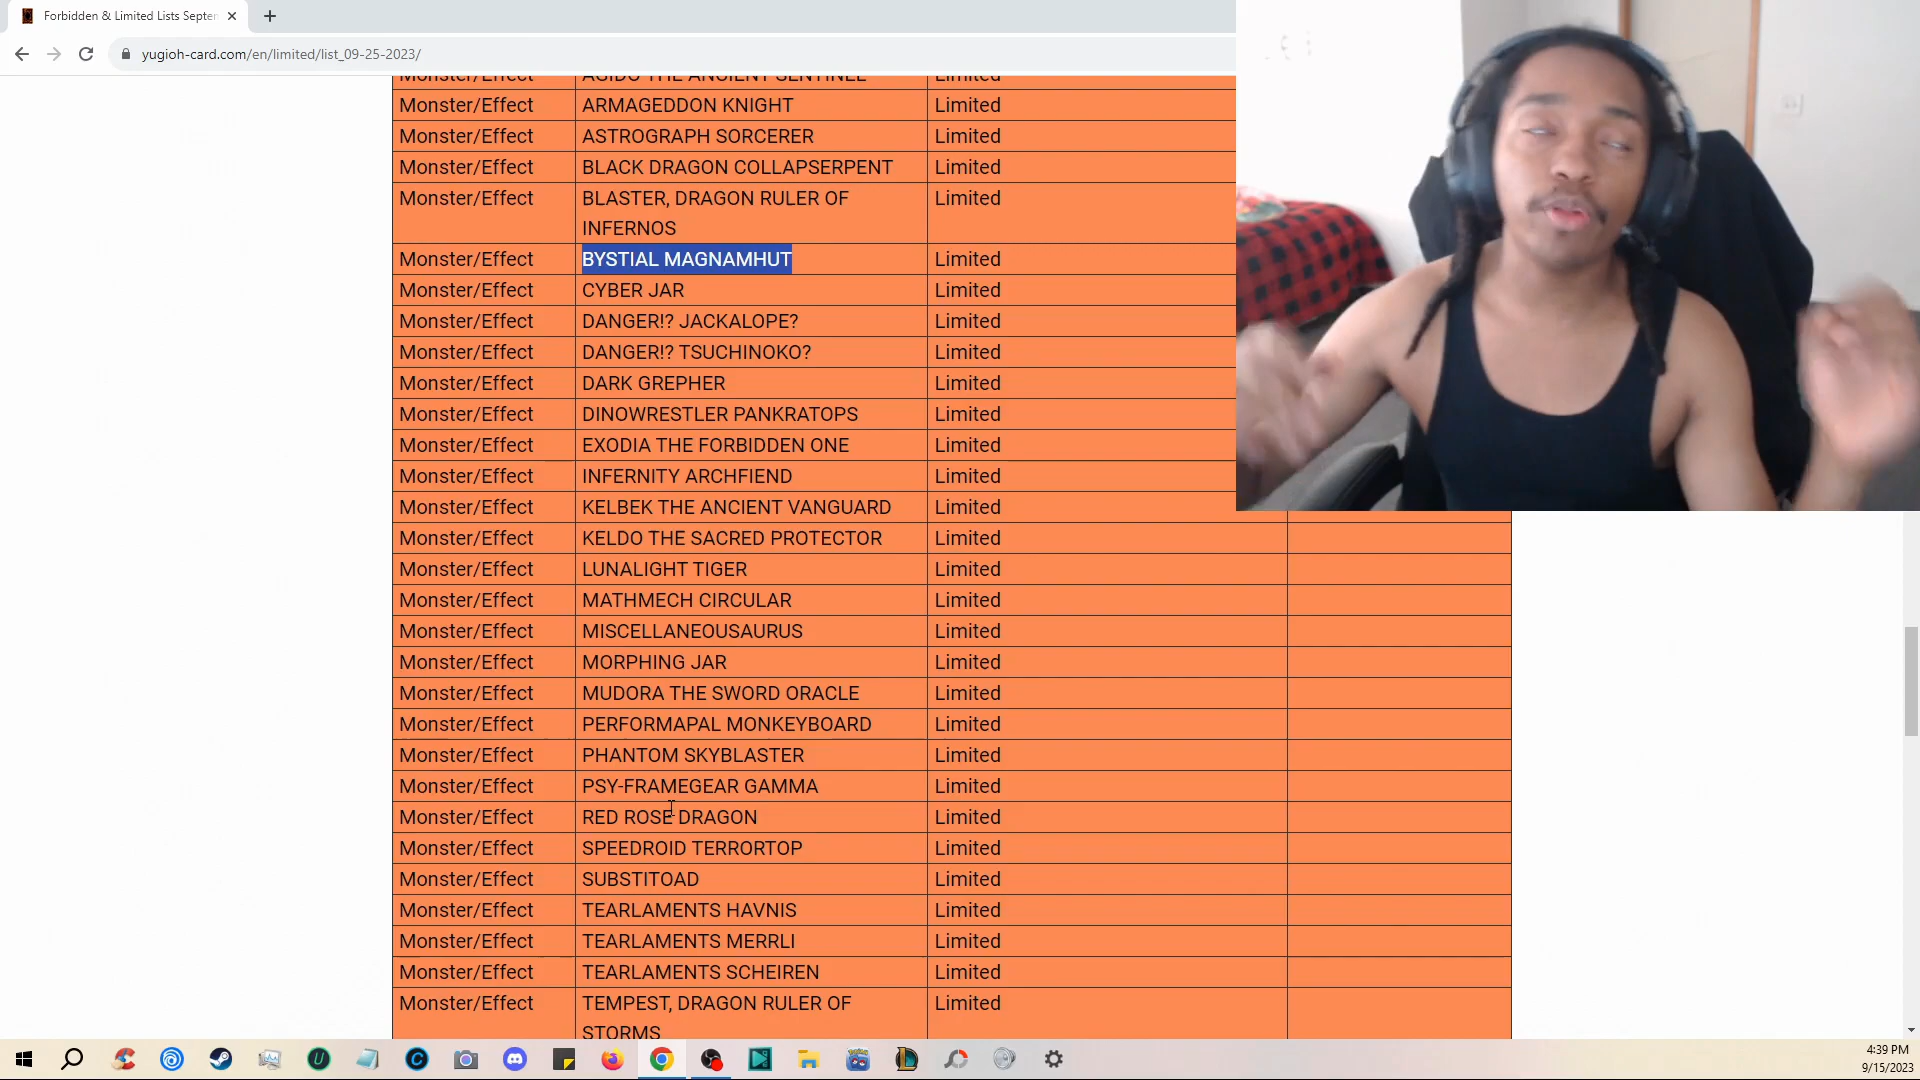 Forbidden & Limited Lists Septem
yugioh-card.com/en/limited/list_09-25-2023/
Monster/Effect AGIDO THE ANCIENT SENTINEL Limited
Monster/Effect ARMAGEDDON KNIGHT Limited
Monster/Effect ASTROGRAPH SORCERER Limited
Monster/Effect BLACK DRAGON COLLAPSERPENT Limited
Monster/Effect BLASTER, DRAGON RULER OF Limited
INFERNOS
Monster/Effect BYSTIAL MAGNAMHUT Limited
Monster/Effect CYBER JAR Limited
Monster/Effect DANGER!? JACKALOPE? Limited
Monster/Effect DANGER!? TSUCHINOKO? Limited
Monster/Effect DARK GREPHER Limited
Monster/Effect DINOWRESTLER PANKRATOPS Limited
Monster/Effect EXODIA THE FORBIDDEN ONE Limited
Monster/Effect INFERNITY ARCHFIEND Limited
Monster/Effect KELBEK THE ANCIENT VANGUARD Limited
Monster/Effect KELDO THE SACRED PROTECTOR Limited
Monster/Effect LUNALIGHT TIGER Limited
Monster/Effect MATHMECH CIRCULAR Limited
Monster/Effect MISCELLANEOUSAURUS Limited
Monster/Effect MORPHING JAR Limited
Monster/Effect MUDORA THE SWORD ORACLE Limited
Monster/Effect PERFORMAPAL MONKEYBOARD Limited
Monster/Effect PHANTOM SKYBLASTER Limited
Monster/Effect PSY-FRAMEGEAR GAMMA Limited
Monster/Effect RED ROSE DRAGON Limited
Monster/Effect SPEEDROID TERRORTOP Limited
Monster/Effect SUBSTITOAD Limited
Monster/Effect TEARLAMENTS HAVNIS Limited
Monster/Effect TEARLAMENTS MERRLI Limited
Monster/Effect TEARLAMENTS SCHEIREN Limited
Monster/Effect TEMPEST, DRAGON RULER OF Limited
STORMS
4:39 PM
9/15/2023